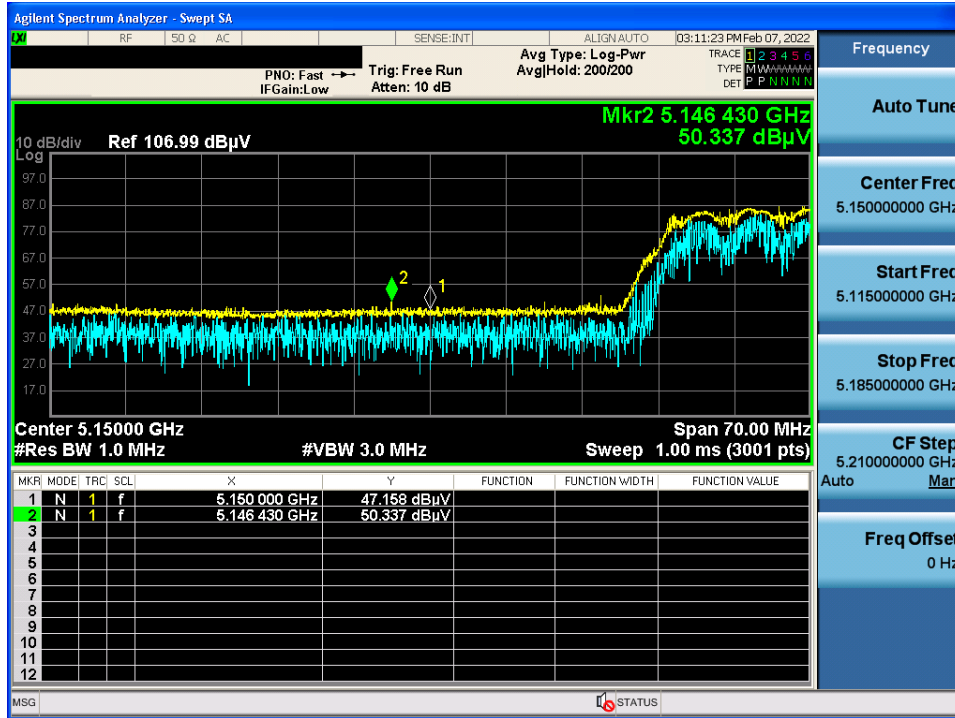 Agilent Spectrum Analyzer - Swept SA
LXI RF 50 Ω AC SENSE:INT ALIGN AUTO 03:11:23 PM Feb 07, 2022
PNO: Fast
IFGain:Low
Trig: Free Run
Atten: 10 dB
Avg Type: Log-Pwr
Avg|Hold: 200/200
TRACE 1 2 3 4 5 6
TYPE M W W W W W
DET P P N N N N
Mkr2 5.146 430 GHz
50.337 dBµV
10 dB/div
Log
Ref 106.99 dBµV
97.0
87.0
77.0
67.0
57.0
47.0
37.0
27.0
17.0
2
1
Center 5.15000 GHz
Span 70.00 MHz
#Res BW 1.0 MHz
#VBW 3.0 MHz
Sweep 1.00 ms (3001 pts)
MKR MODE TRC SCL X Y FUNCTION FUNCTION WIDTH FUNCTION VALUE
1 N 1 f 5.150 000 GHz 47.158 dBµV
2 N 1 f 5.146 430 GHz 50.337 dBµV
3
4
5
6
7
8
9
10
11
12
MSG
STATUS
Frequency
Auto Tune
Center Freq
5.150000000 GHz
Start Freq
5.115000000 GHz
Stop Freq
5.185000000 GHz
CF Step
5.210000000 GHz
Auto Man
Freq Offset
0 Hz